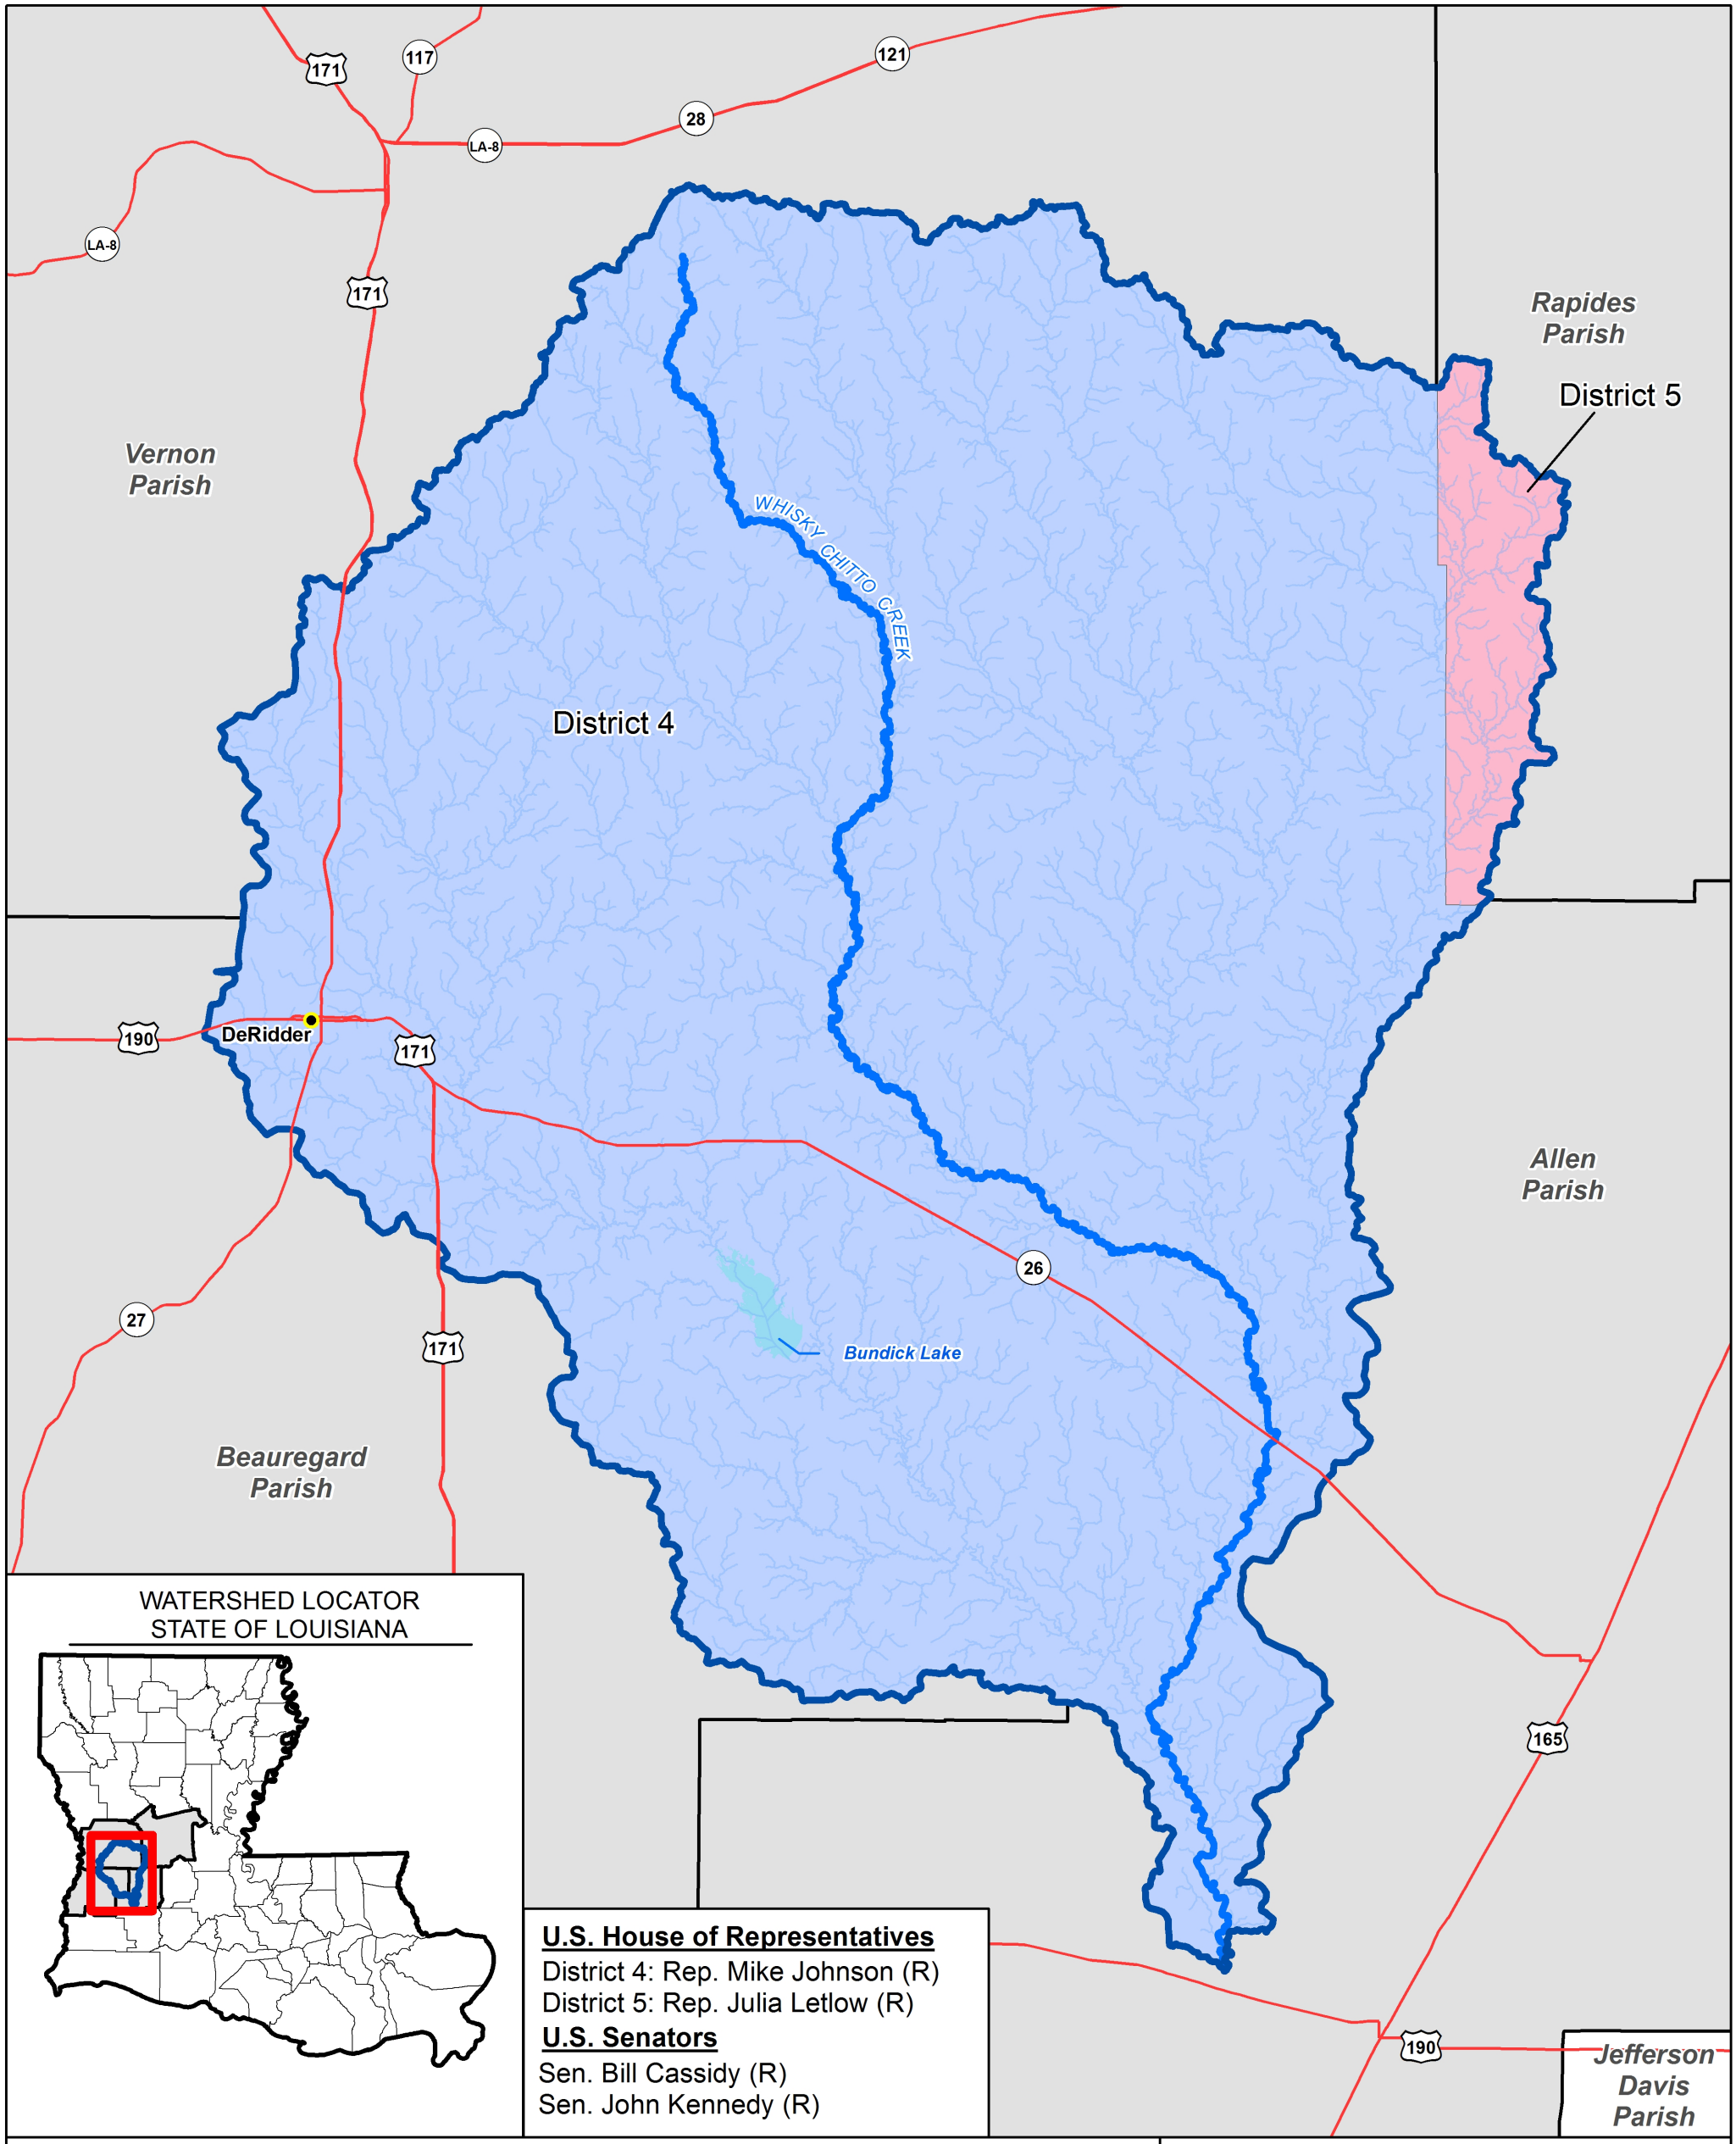 171
117
121
28
LA-8
LA-8
171
Rapides
Parish
District 5
Vernon
Parish
WHISKY CHITTO CREEK
District 4
DeRidder
190
171
Allen
Parish
26
27
171
Bundick Lake
Beauregard
Parish
165
WATERSHED LOCATOR
STATE OF LOUISIANA
U.S. House of Representatives
District 4: Rep. Mike Johnson (R)
District 5: Rep. Julia Letlow (R)
U.S. Senators
Sen. Bill Cassidy (R)
Sen. John Kennedy (R)
190
Jefferson
Davis
Parish